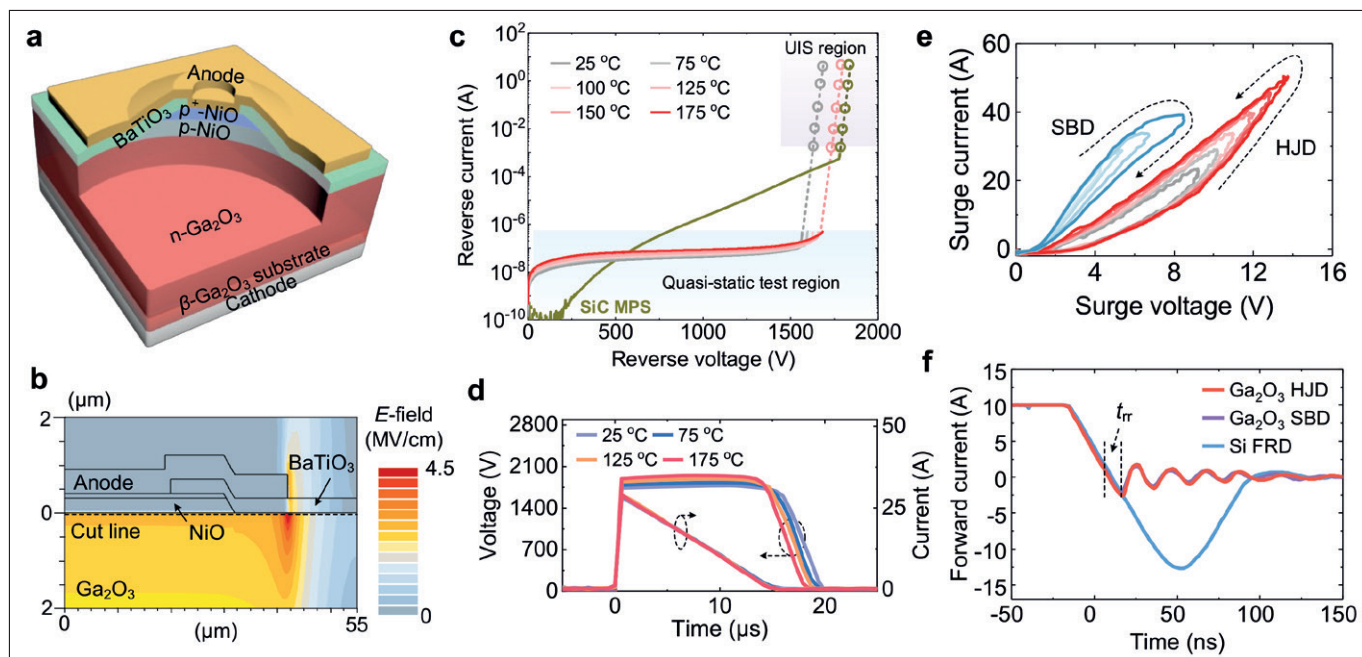 a
Anode
p⁺-NiO
p-NiO
BaTiO₃
n-Ga₂O₃
β-Ga₂O₃ substrate
Cathode
b
(μm)
2
0
2
Anode
NiO
BaTiO₃
Cut line
Ga₂O₃
0
(μm)
55
E-field
(MV/cm)
4.5
0
c
Reverse current (A)
10²
10⁰
10⁻²
10⁻⁴
10⁻⁶
10⁻⁸
10⁻¹⁰
25 °C 75 °C
100 °C 125 °C
150 °C 175 °C
UIS region
Quasi-static test region
SiC MPS
0 500 1000 1500 2000
Reverse voltage (V)
d
Voltage (V)
2800
2100
1400
700
0
25 °C 75 °C
125 °C 175 °C
50
25
0
Current (A)
0 10 20
Time (μs)
e
Surge current (A)
60
40
20
0
SBD
HJD
0 4 8 12 16
Surge voltage (V)
f
Forward current (A)
15
10
5
0
-5
-10
-15
tᵣᵣ
Ga₂O₃ HJD
Ga₂O₃ SBD
Si FRD
-50 0 50 100 150
Time (ns)